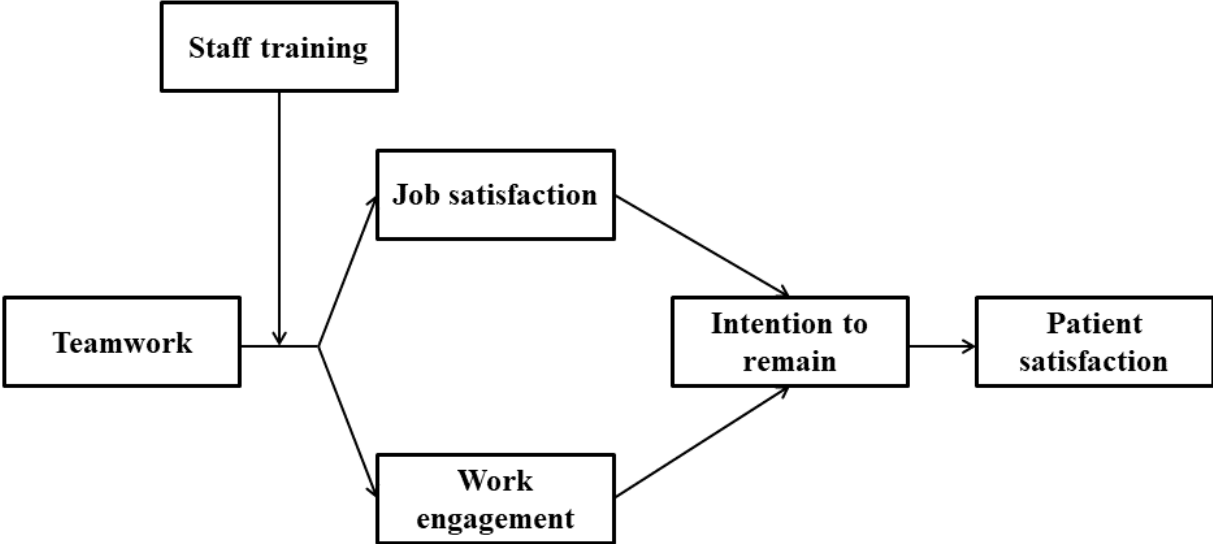 Staff training
Job satisfaction
Teamwork
Intention to
remain
Patient
satisfaction
Work
engagement